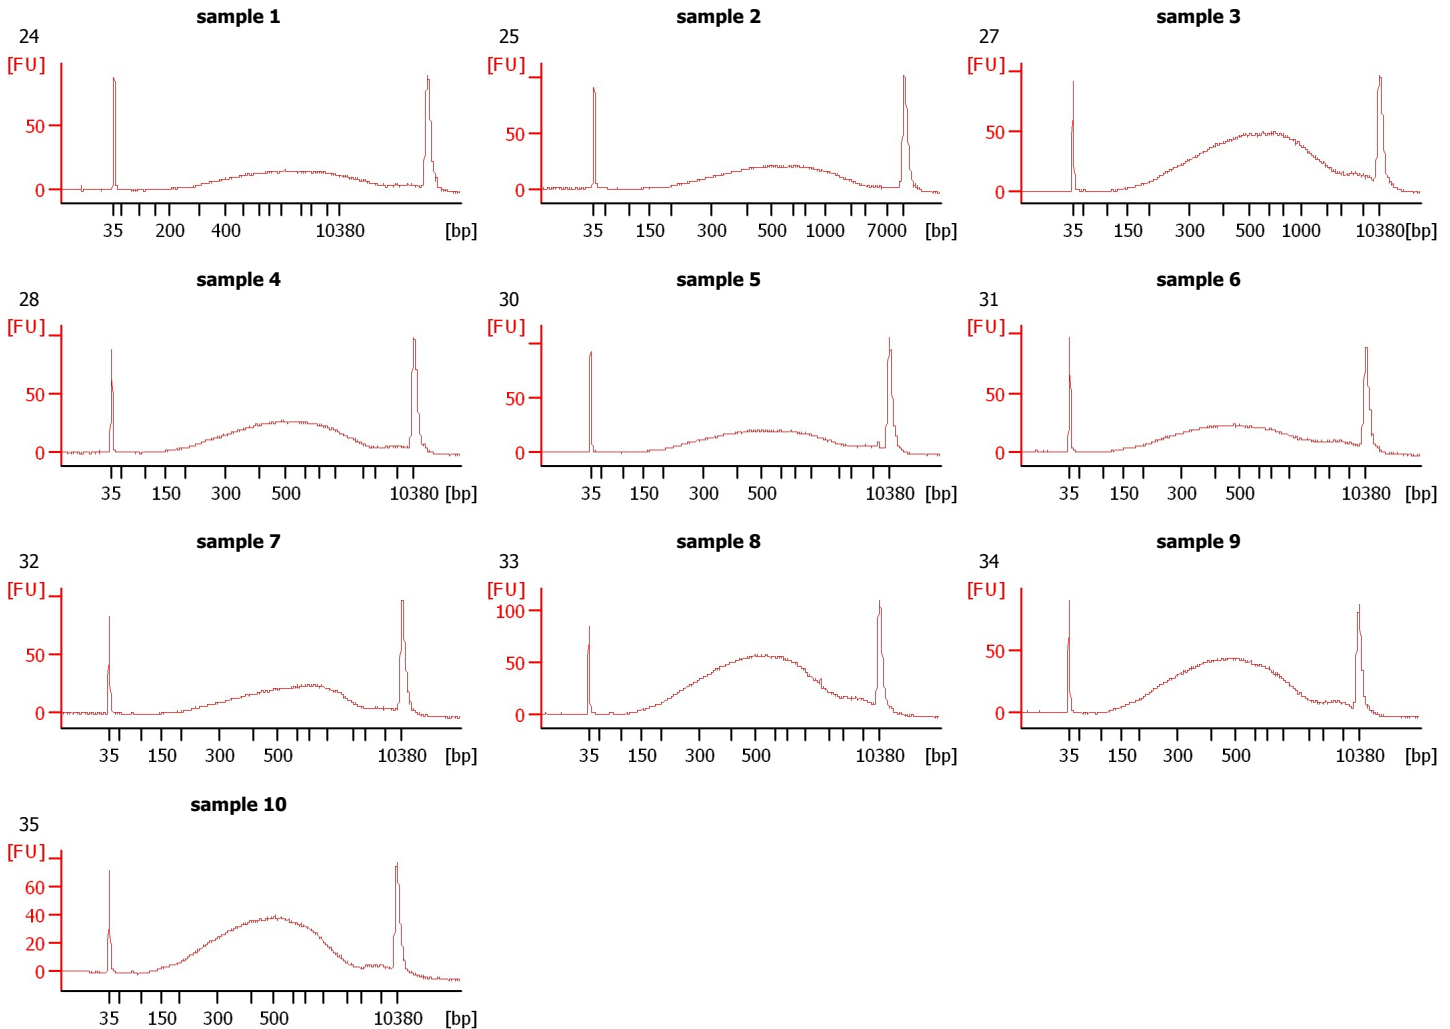 sample 1
24
[FU]
50
0
35 200 400 10380 [bp]
sample 2
25
[FU]
50
0
35 150 300 500 1000 7000 [bp]
sample 3
27
[FU]
50
0
35 150 300 500 1000 10380[bp]
sample 4
28
[FU]
50
0
35 150 300 500 10380 [bp]
sample 5
30
[FU]
50
0
35 150 300 500 10380 [bp]
sample 6
31
[FU]
50
0
35 150 300 500 10380 [bp]
sample 7
32
[FU]
50
0
35 150 300 500 10380 [bp]
sample 8
33
[FU]
100
50
0
35 150 300 500 10380 [bp]
sample 9
34
[FU]
50
0
35 150 300 500 10380 [bp]
sample 10
35
[FU]
60
40
20
0
35 150 300 500 10380 [bp]